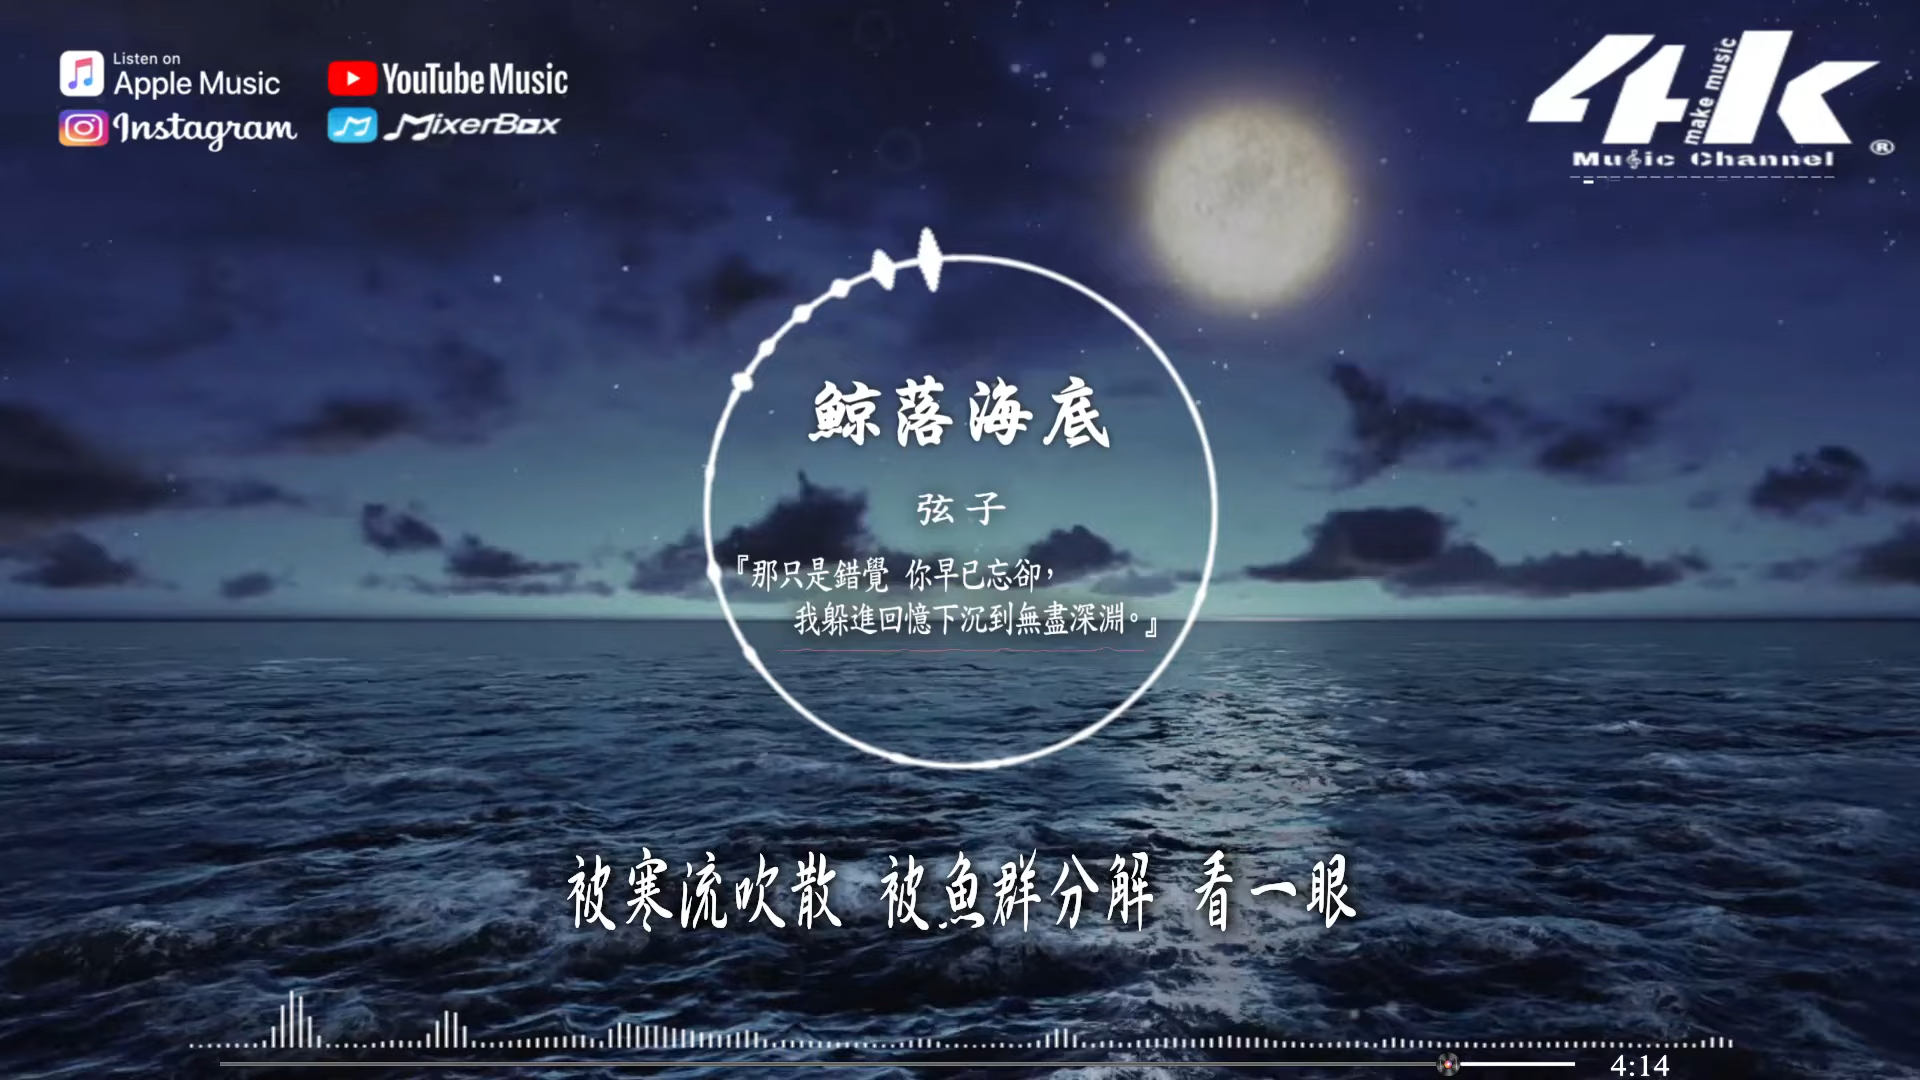 Listen on
Apple Music
YouTube Music
Instagram
MixerBox
4k
make music
Music Channel
®
鯨落海底
弦子
『那只是錯覺 你早已忘卻，
我躲進回憶下沉到無盡深淵。』
被寒流吹散 被魚群分解 看一眼
4:14